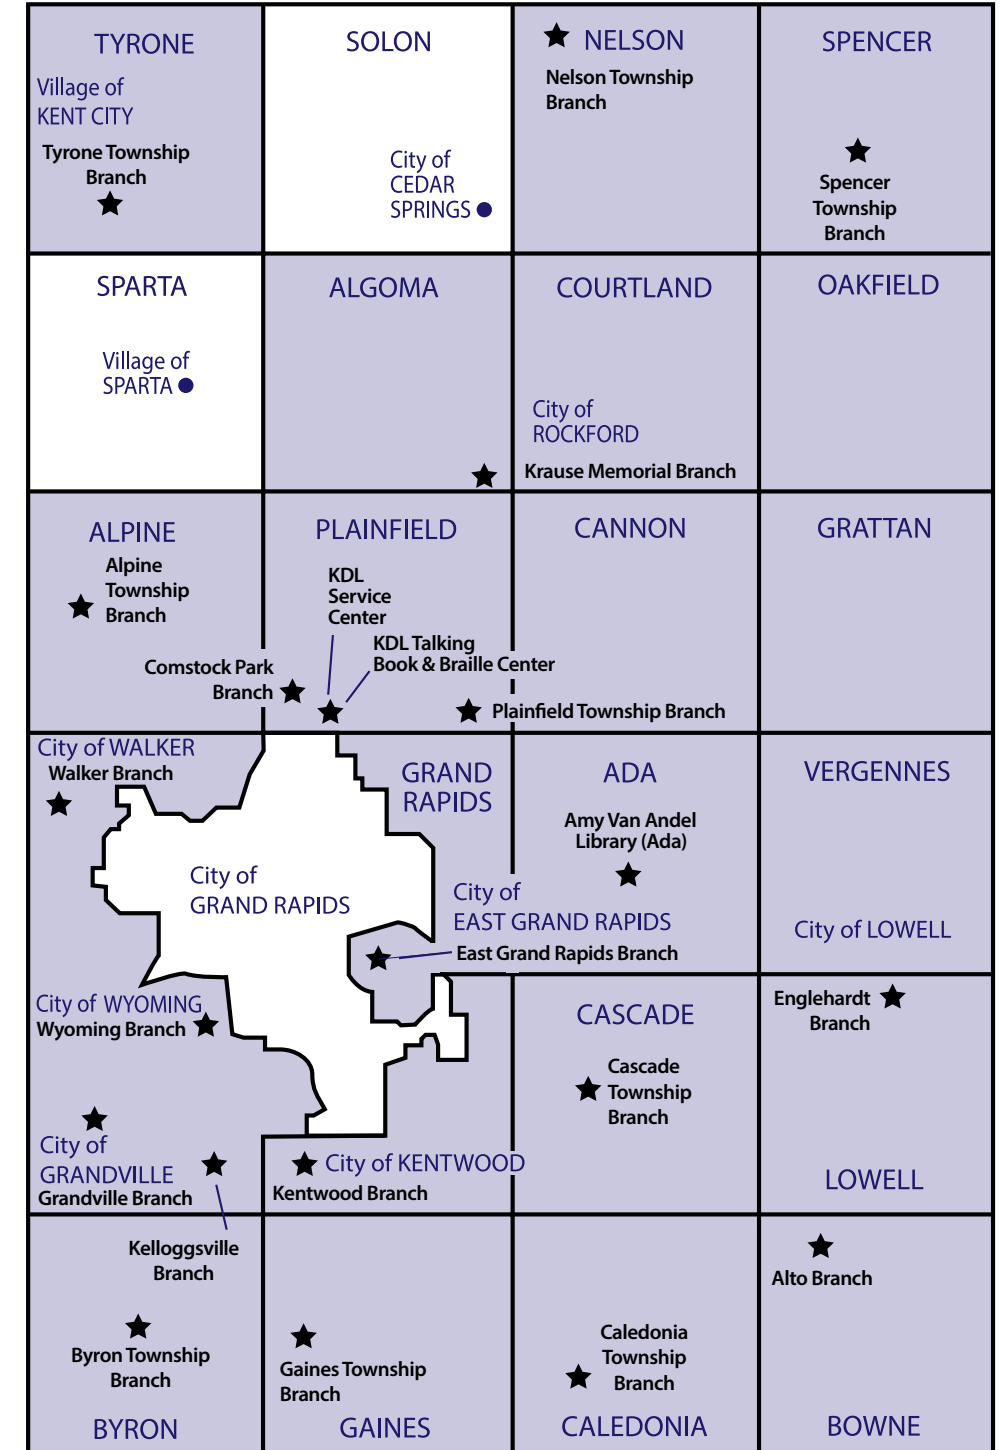 TYRONE
Village of
KENT CITY
Tyrone Township
Branch
SOLON
City of
CEDAR
SPRINGS
NELSON
Nelson Township
Branch
SPENCER
Spencer
Township
Branch
SPARTA
Village of
SPARTA
ALGOMA
COURTLAND
City of
ROCKFORD
Krause Memorial Branch
OAKFIELD
ALPINE
Alpine
Township
Branch
PLAINFIELD
KDL
Service
Center
KDL Talking
Book & Braille Center
Comstock Park
Branch
Plainfield Township Branch
CANNON
GRATTAN
City of WALKER
Walker Branch
GRAND
RAPIDS
City of
GRAND RAPIDS
ADA
Amy Van Andel
Library (Ada)
City of
EAST GRAND RAPIDS
East Grand Rapids Branch
VERGENNES
City of LOWELL
City of WYOMING
Wyoming Branch
CASCADE
Cascade
Township
Branch
Englehardt
Branch
City of
GRANDVILLE
Grandville Branch
City of KENTWOOD
Kentwood Branch
LOWELL
Kelloggsville
Branch
Byron Township
Branch
BYRON
Gaines Township
Branch
GAINES
Caledonia
Township
Branch
CALEDONIA
Alto Branch
BOWNE